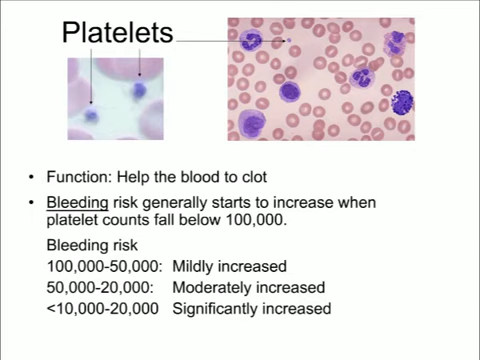 Platelets
• Function: Help the blood to clot
• Bleeding risk generally starts to increase when
platelet counts fall below 100,000.
Bleeding risk
100,000-50,000: Mildly increased
50,000-20,000: Moderately increased
<10,000-20,000 Significantly increased